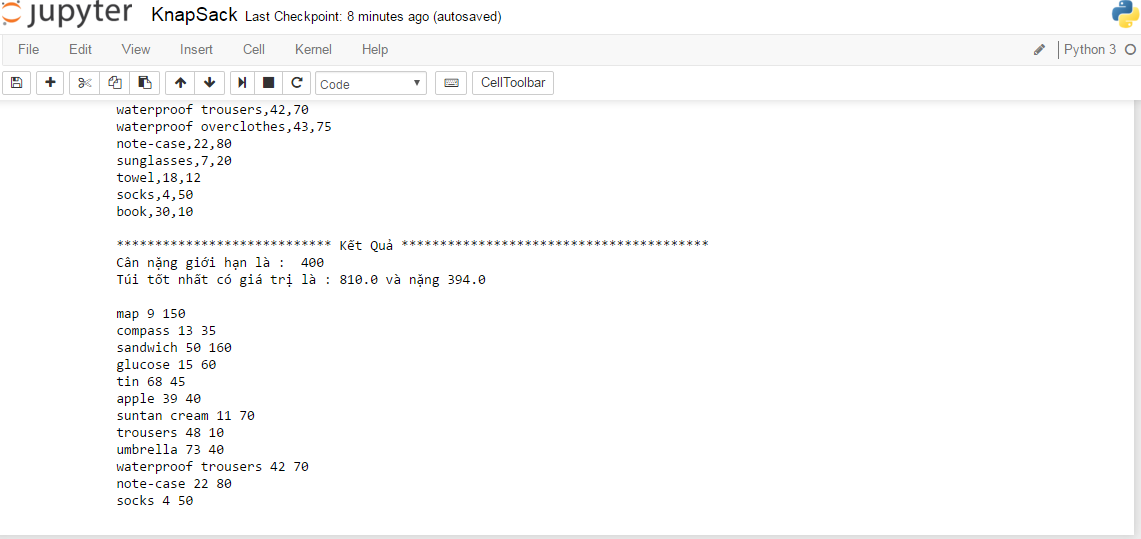 jupyter KnapSack Last Checkpoint: 8 minutes ago (autosaved)
File Edit View Insert Cell Kernel Help Python 3
Code CellToolbar
waterproof trousers,42,70
waterproof overclothes,43,75
note-case,22,80
sunglasses,7,20
towel,18,12
socks,4,50
book,30,10
**************************** Kết Quả ****************************************
Cân nặng giới hạn là :  400
Túi tốt nhất có giá trị là : 810.0 và nặng 394.0
map 9 150
compass 13 35
sandwich 50 160
glucose 15 60
tin 68 45
apple 39 40
suntan cream 11 70
trousers 48 10
umbrella 73 40
waterproof trousers 42 70
note-case 22 80
socks 4 50